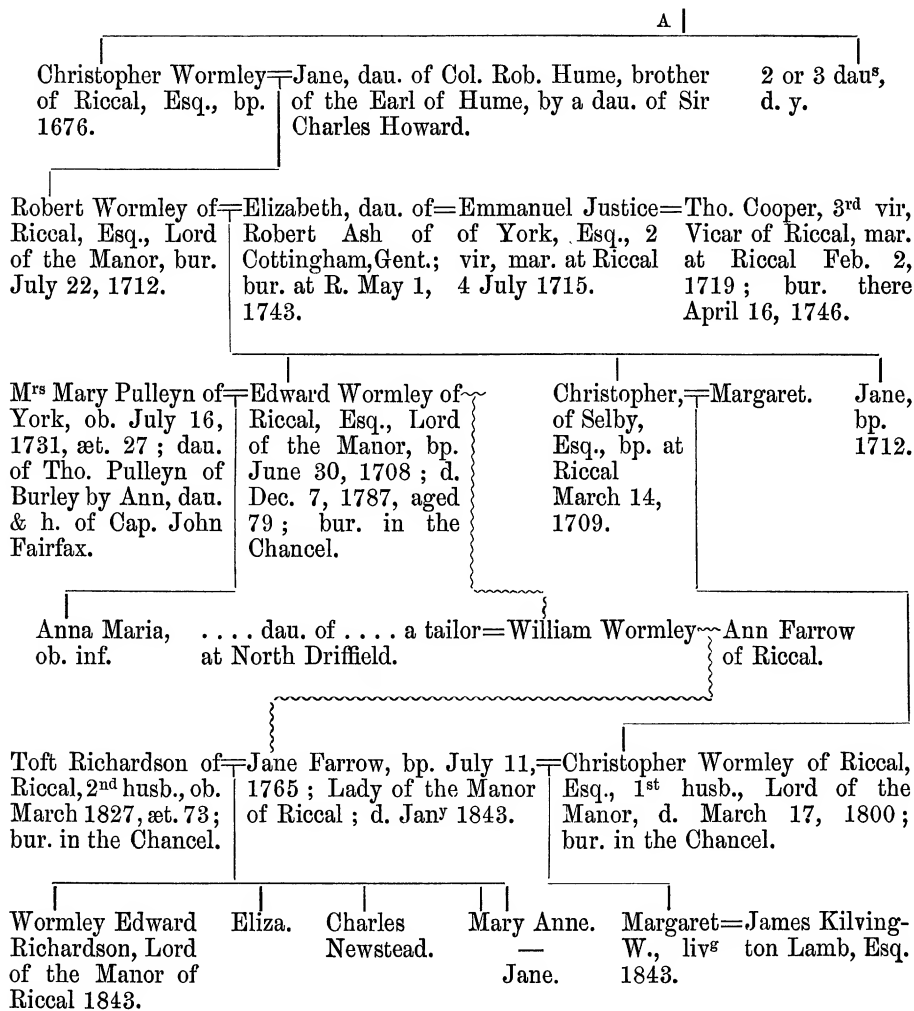 A
Christopher Wormley=Jane, dau. of Col. Rob. Hume, brother
of Riccal, Esq., bp. of the Earl of Hume, by a dau. of Sir
1676. Charles Howard.
2 or 3 dauˢ,
d. y.
Robert Wormley of=
Riccal, Esq., Lord
of the Manor, bur.
July 22, 1712.
Elizabeth, dau. of=
Robert Ash of
Cottingham, Gent.;
bur. at R. May 1,
1743.
Emmanuel Justice=
of York, Esq., 2
vir, mar. at Riccal
4 July 1715.
Tho. Cooper, 3ʳᵈ vir,
Vicar of Riccal, mar.
at Riccal Feb. 2,
1719 ; bur. there
April 16, 1746.
Mʳˢ Mary Pulleyn of=
York, ob. July 16,
1731, æt. 27 ; dau.
of Tho. Pulleyn of
Burley by Ann, dau.
& h. of Cap. John
Fairfax.
Edward Wormley of
Riccal, Esq., Lord
of the Manor, bp.
June 30, 1708 ; d.
Dec. 7, 1787, aged
79 ; bur. in the
Chancel.
Christopher,=Margaret.
of Selby,
Esq., bp. at
Riccal
March 14,
1709.
Jane,
bp.
1712.
Anna Maria,
ob. inf.
. . . . dau. of . . . . a tailor=William Wormley
at North Driffield.
Ann Farrow
of Riccal.
Toft Richardson of=
Riccal, 2ⁿᵈ husb., ob.
March 1827, æt. 73 ;
bur. in the Chancel.
Jane Farrow, bp. July 11,=
1765 ; Lady of the Manor
of Riccal ; d. Janʸ 1843.
Christopher Wormley of Riccal,
Esq., 1ˢᵗ husb., Lord of the
Manor, d. March 17, 1800 ;
bur. in the Chancel.
Wormley Edward
Richardson, Lord
of the Manor of
Riccal 1843.
Eliza.
Charles
Newstead.
Mary Anne.
—
Jane.
Margaret=James Kilving-
W., livᵍ ton Lamb, Esq.
1843.